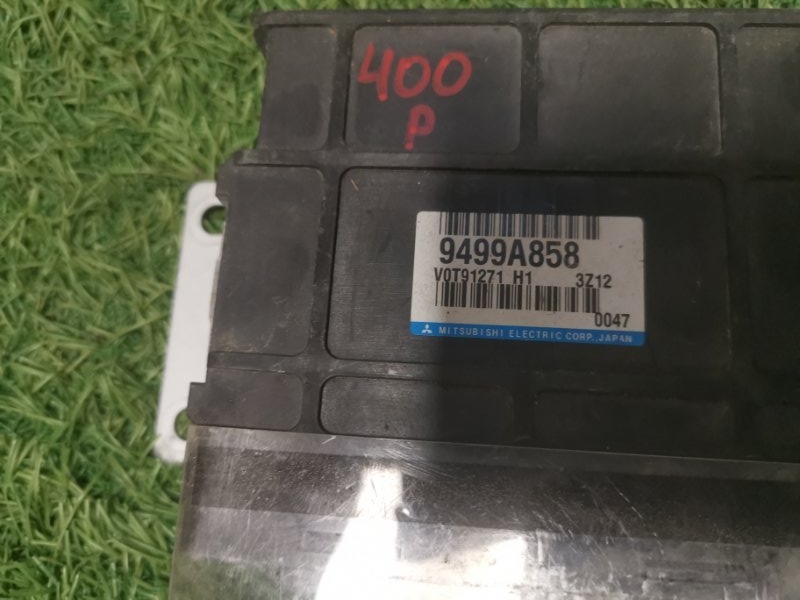 400
P
9499A858
V0T91271 H1 3Z12
0047
MITSUBISHI ELECTRIC CORP., JAPAN